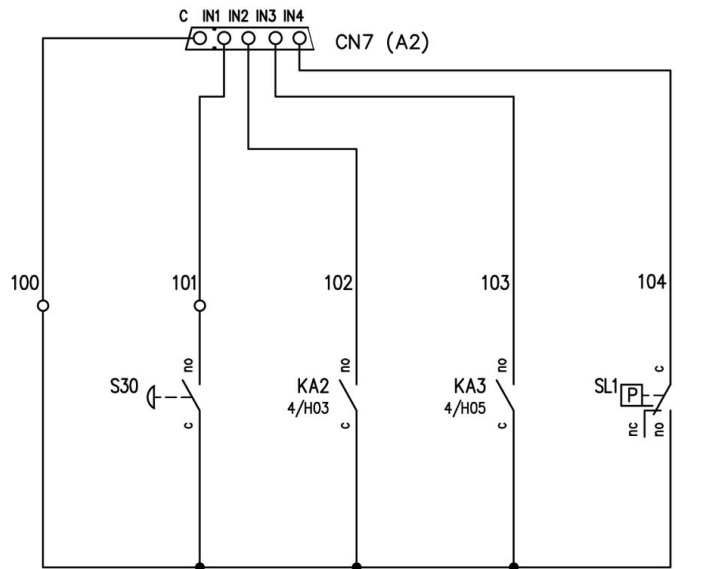 C IN1 IN2 IN3 IN4
CN7 (A2)
100
101
102
103
104
no
no
no
c
S30
KA2
4/H03
KA3
4/H05
SL1
P
c
c
c
nc
no